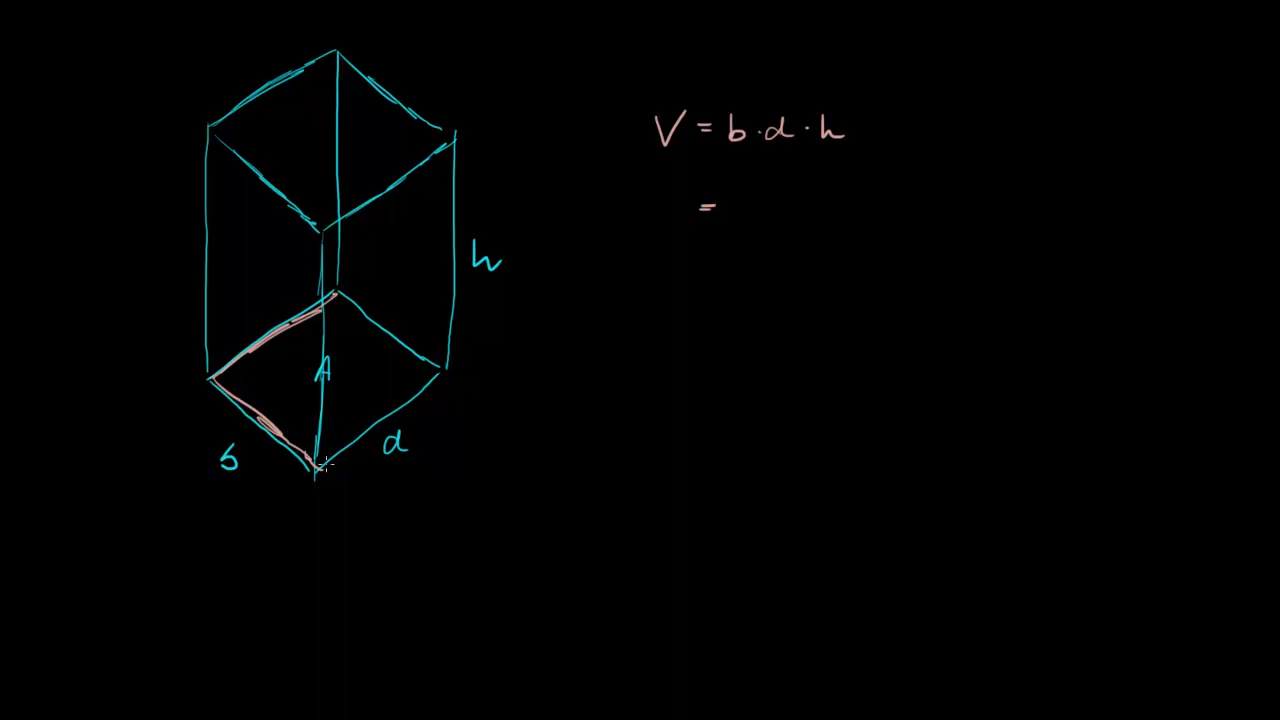 V = b · d · h
=
h
A
b
d